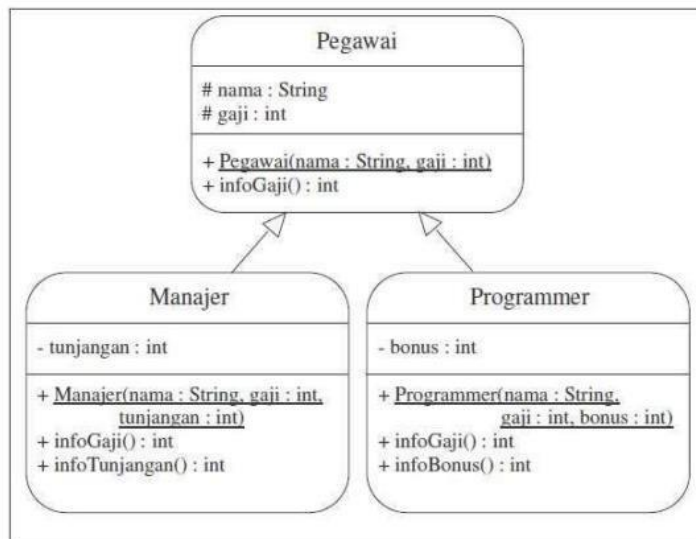 Pegawai
# nama : String
# gaji : int
+ Pegawai(nama : String, gaji : int)
+ infoGaji() : int
Manajer
- tunjangan : int
+ Manajer(nama : String, gaji : int,
tunjangan : int)
+ infoGaji() : int
+ infoTunjangan() : int
Programmer
- bonus : int
+ Programmer(nama : String,
gaji : int, bonus : int)
+ infoGaji() : int
+ infoBonus() : int